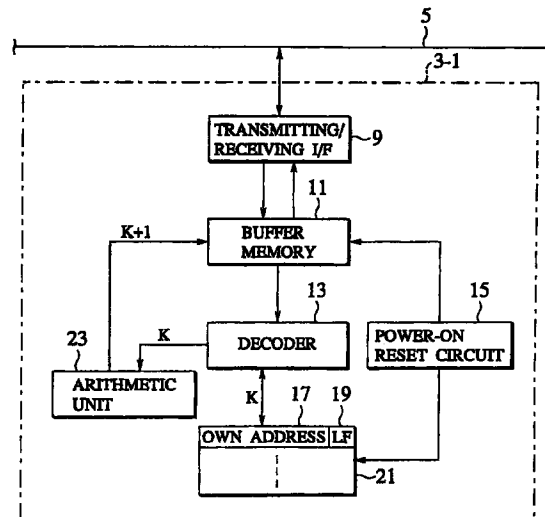 5
3-1
TRANSMITTING/
RECEIVING I/F
9
11
K+1
BUFFER
MEMORY
13
15
23
K
DECODER
POWER-ON
RESET CIRCUIT
ARITHMETIC
UNIT
K
17
19
OWN ADDRESS
LF
21